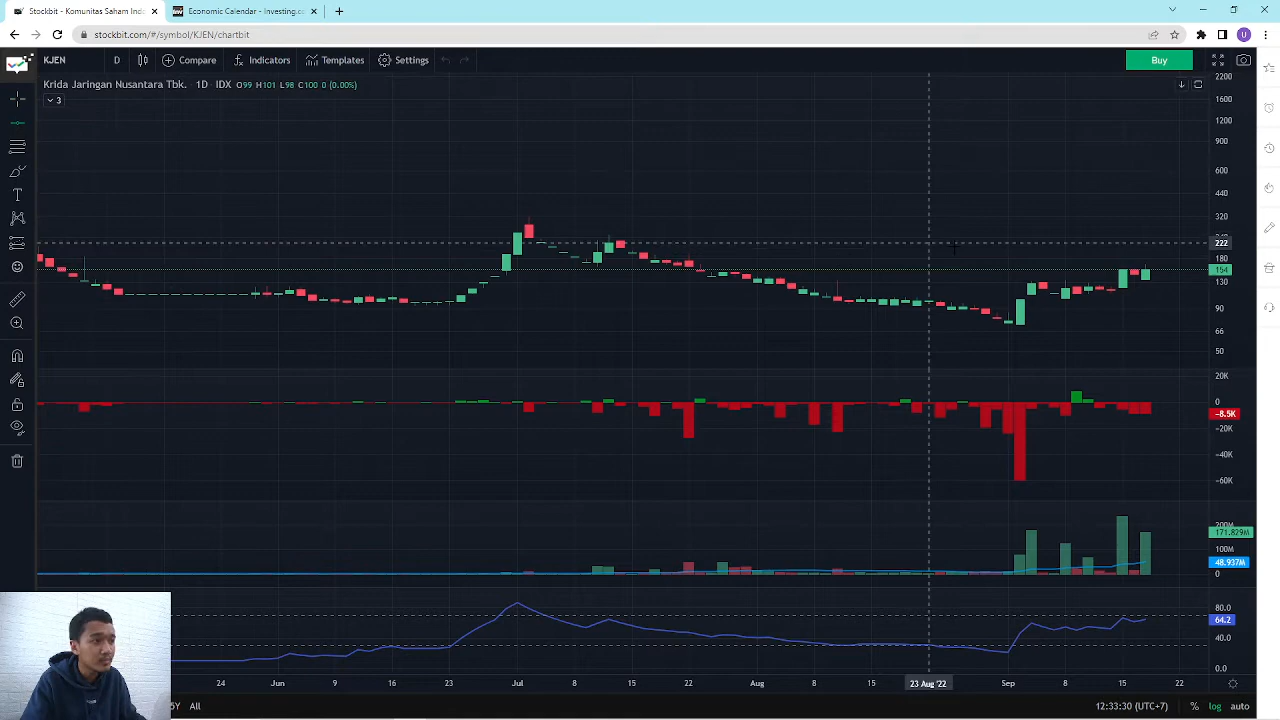 Stockbit - Komunitas Saham Indo
Economic Calendar - Investing.co
stockbit.com/#/symbol/KJEN/chartbit
U
KJEN
D
Compare
Indicators
Templates
Settings
Buy
Krida Jaringan Nusantara Tbk. 1D IDX O99 H101 L98 C100 0 (0.00%)
3
2200
1600
1200
900
600
440
320
222
180
154
130
90
66
50
20K
0
−8.5K
−20K
−40K
−60K
200M
171.829M
100M
48.937M
0
80.0
64.2
40.0
0.0
24 Jun 9 16 23 Jul 8 15 22 Aug 8 15 23 Aug '22 Sep 8 15 22
5Y All
12:33:30 (UTC+7) % log auto